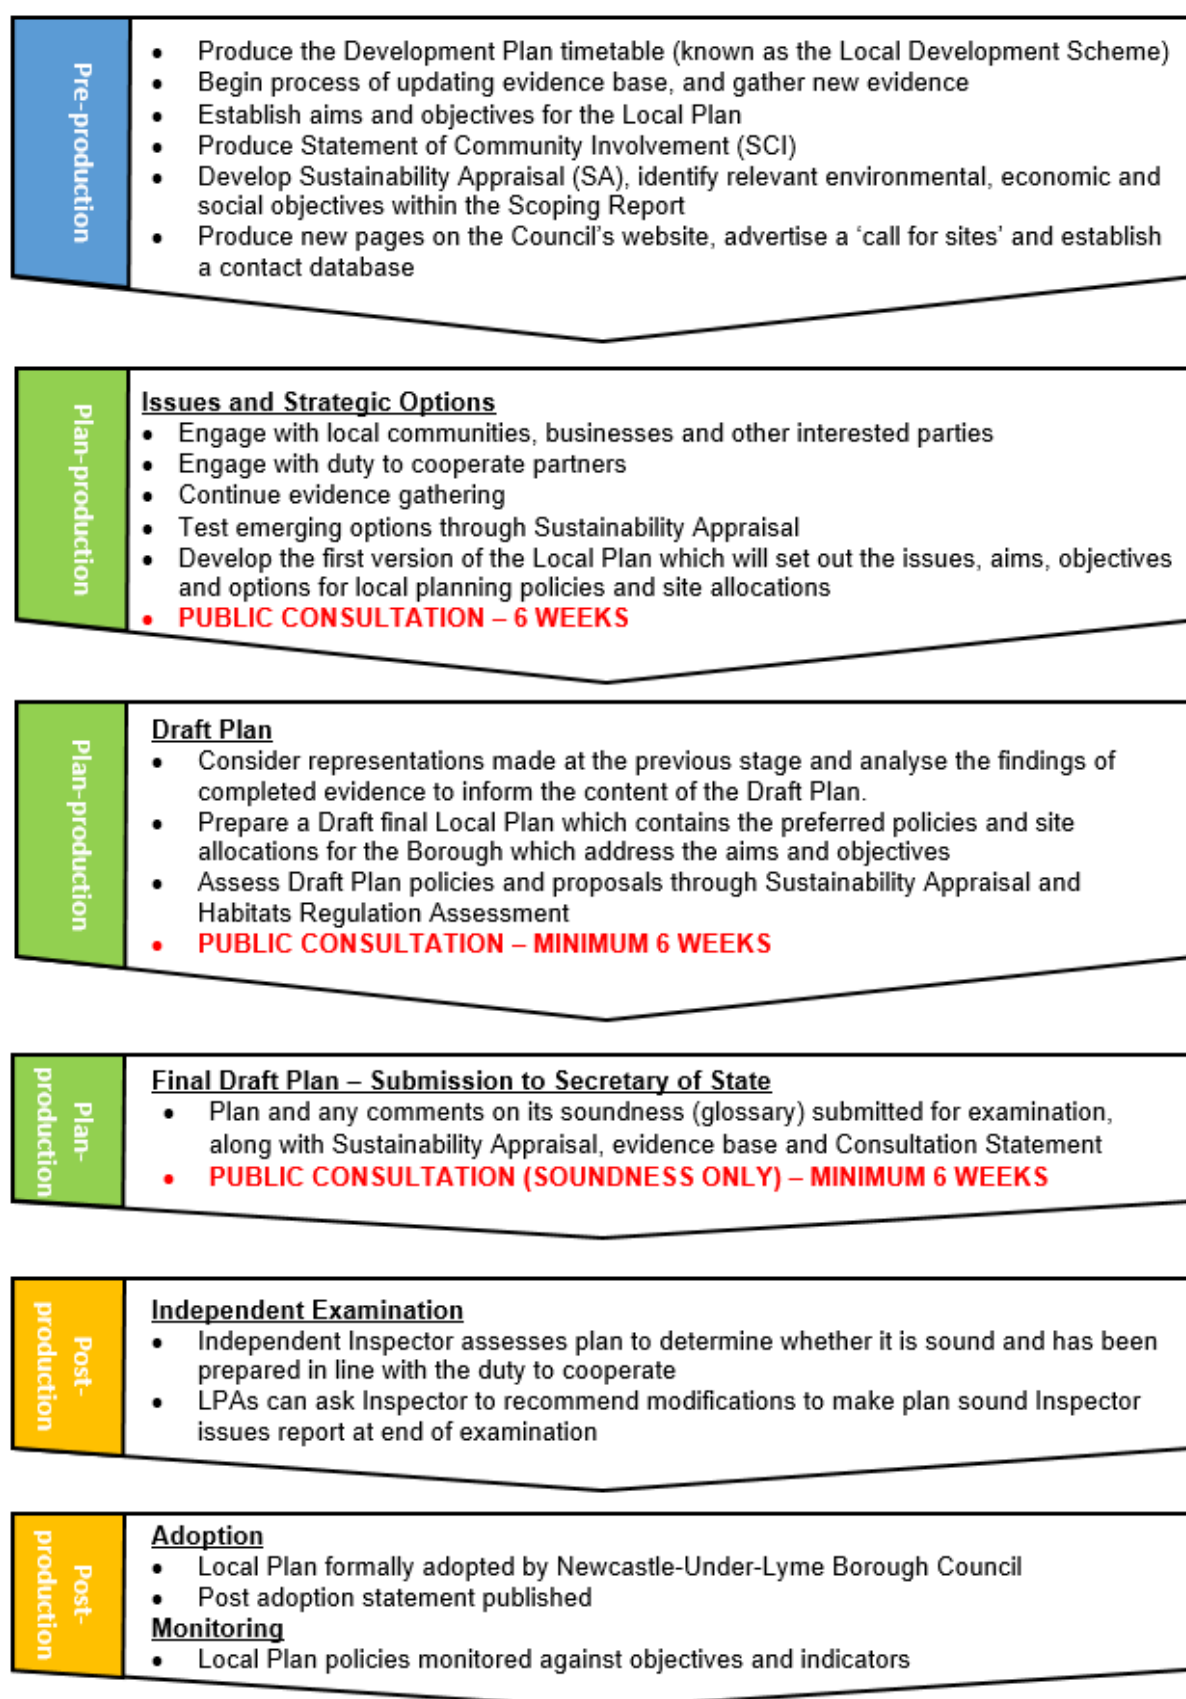 Pre-production
• Produce the Development Plan timetable (known as the Local Development Scheme)
• Begin process of updating evidence base, and gather new evidence
• Establish aims and objectives for the Local Plan
• Produce Statement of Community Involvement (SCI)
• Develop Sustainability Appraisal (SA), identify relevant environmental, economic and
social objectives within the Scoping Report
• Produce new pages on the Council's website, advertise a 'call for sites' and establish
a contact database
Plan-production
Issues and Strategic Options
• Engage with local communities, businesses and other interested parties
• Engage with duty to cooperate partners
• Continue evidence gathering
• Test emerging options through Sustainability Appraisal
• Develop the first version of the Local Plan which will set out the issues, aims, objectives
and options for local planning policies and site allocations
• PUBLIC CONSULTATION – 6 WEEKS
Plan-production
Draft Plan
• Consider representations made at the previous stage and analyse the findings of
completed evidence to inform the content of the Draft Plan.
• Prepare a Draft final Local Plan which contains the preferred policies and site
allocations for the Borough which address the aims and objectives
• Assess Draft Plan policies and proposals through Sustainability Appraisal and
Habitats Regulation Assessment
• PUBLIC CONSULTATION – MINIMUM 6 WEEKS
Plan-
production
Final Draft Plan – Submission to Secretary of State
• Plan and any comments on its soundness (glossary) submitted for examination,
along with Sustainability Appraisal, evidence base and Consultation Statement
• PUBLIC CONSULTATION (SOUNDNESS ONLY) – MINIMUM 6 WEEKS
Post-
production
Independent Examination
• Independent Inspector assesses plan to determine whether it is sound and has been
prepared in line with the duty to cooperate
• LPAs can ask Inspector to recommend modifications to make plan sound Inspector
issues report at end of examination
Post-
production
Adoption
• Local Plan formally adopted by Newcastle-Under-Lyme Borough Council
• Post adoption statement published
Monitoring
• Local Plan policies monitored against objectives and indicators